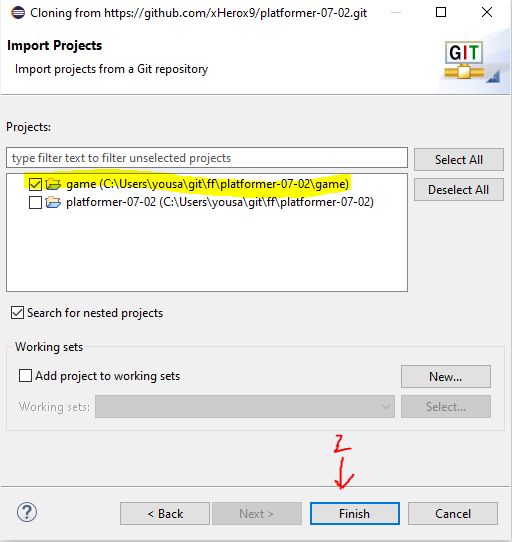 Cloning from https://github.com/xHerox9/platformer-07-02.git
Import Projects
Import projects from a Git repository
GIT
Projects:
type filter text to filter unselected projects
Select All
game (C:\Users\yousa\git\ff\platformer-07-02\game)
Deselect All
platformer-07-02 (C:\Users\yousa\git\ff\platformer-07-02)
Search for nested projects
Working sets
Add project to working sets
New...
Working sets:
Select...
2
?
< Back
Next >
Finish
Cancel